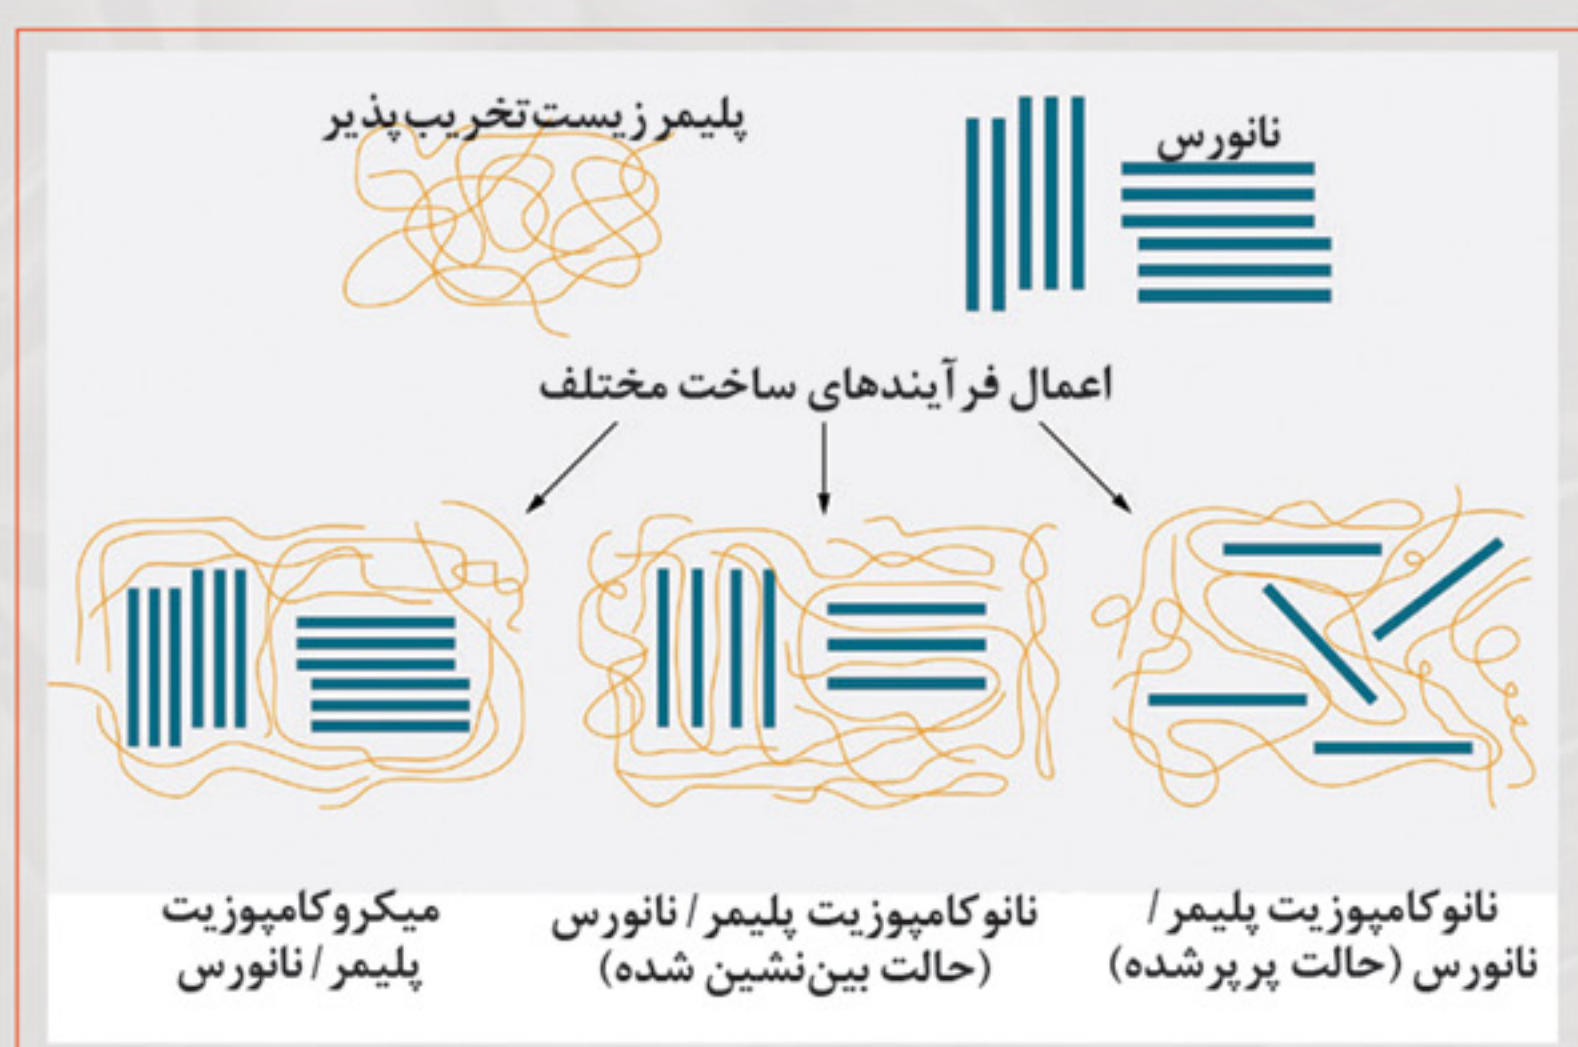 نانورس
پلیمر زیست‌تخریب‌پذیر
اعمال فرآیندهای ساخت مختلف
نانوکامپوزیت پلیمر/
نانورس (حالت پرپرشده)
نانوکامپوزیت پلیمر/ نانورس
(حالت بین‌نشین شده)
میکروکامپوزیت
پلیمر/ نانورس